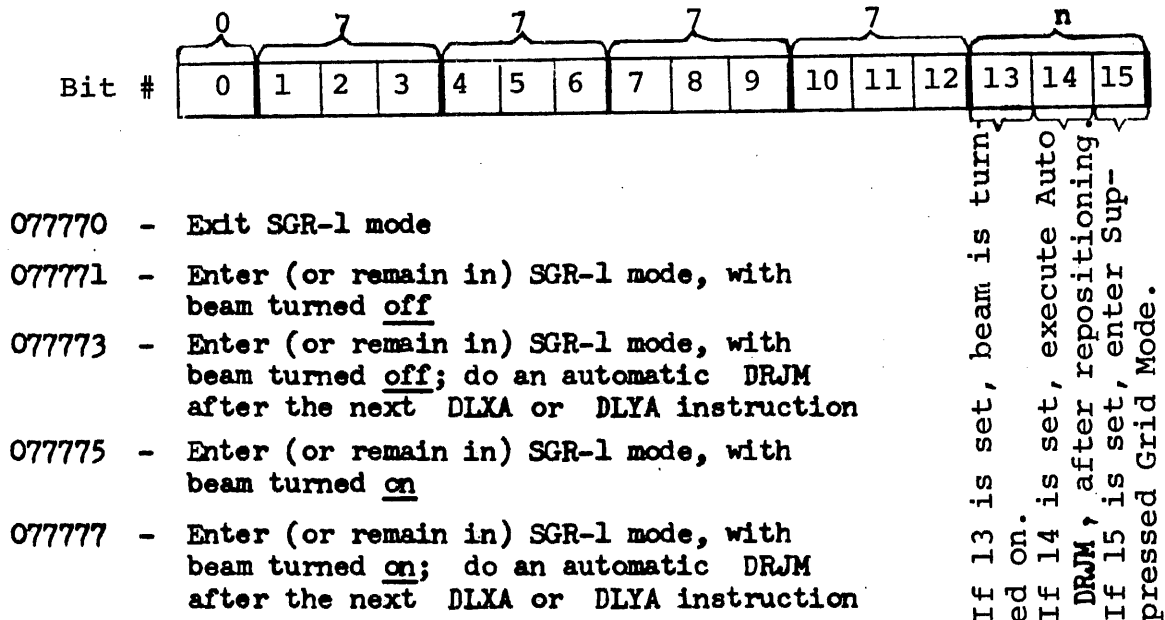 0 7 7 7 7 n
Bit # 0 1 2 3 4 5 6 7 8 9 10 11 12 13 14 15
077770 - Exit SGR-1 mode
077771 - Enter (or remain in) SGR-1 mode, with
beam turned off
077773 - Enter (or remain in) SGR-1 mode, with
beam turned off; do an automatic DRJM
after the next DLXA or DLYA instruction
077775 - Enter (or remain in) SGR-1 mode, with
beam turned on
077777 - Enter (or remain in) SGR-1 mode, with
beam turned on; do an automatic DRJM
after the next DLXA or DLYA instruction
If 13 is set, beam is turn-
ed on.
If 14 is set, execute Auto
DRJM, after repositioning.
If 15 is set, enter Sup-
pressed Grid Mode.